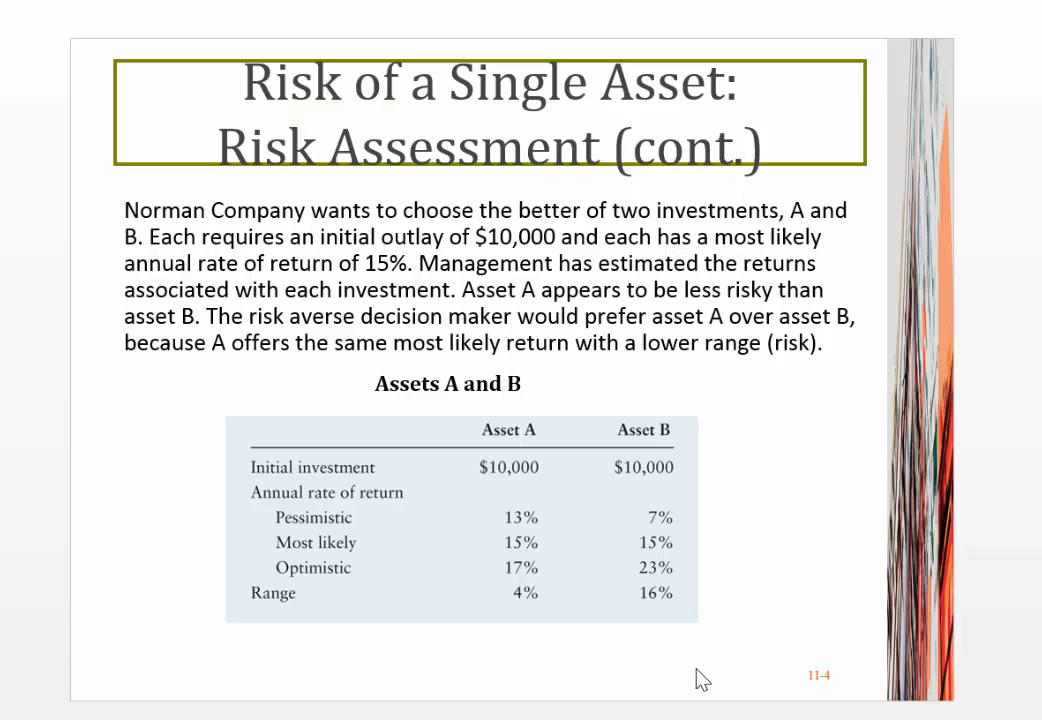 Risk of a Single Asset:
Risk Assessment (cont.)
Norman Company wants to choose the better of two investments, A and
B. Each requires an initial outlay of $10,000 and each has a most likely
annual rate of return of 15%. Management has estimated the returns
associated with each investment. Asset A appears to be less risky than
asset B. The risk averse decision maker would prefer asset A over asset B,
because A offers the same most likely return with a lower range (risk).
Assets A and B
Asset A Asset B
Initial investment $10,000 $10,000
Annual rate of return
Pessimistic 13% 7%
Most likely 15% 15%
Optimistic 17% 23%
Range 4% 16%
11-4